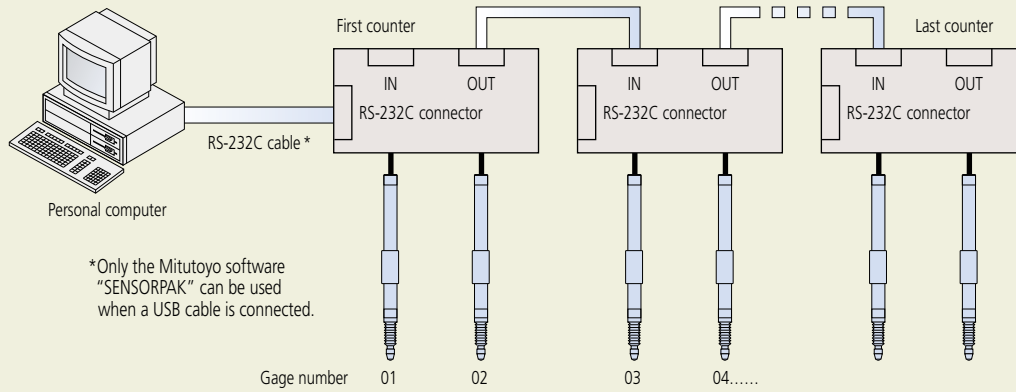 First counter
Last counter
IN OUT
RS-232C connector
IN OUT
RS-232C connector
IN OUT
RS-232C connector
RS-232C cable *
Personal computer
*Only the Mitutoyo software
"SENSORPAK" can be used
when a USB cable is connected.
Gage number 01 02 03 04......